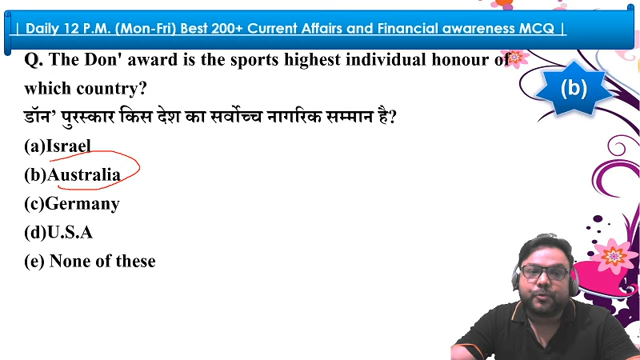 | Daily 12 P.M. (Mon-Fri) Best 200+ Current Affairs and Financial awareness MCQ |
Q. The Don' award is the sports highest individual honour of
which country?
(b)
डॉन’ पुरस्कार किस देश का सर्वोच्च नागरिक सम्मान है?
(a)Israel
(b)Australia
(c)Germany
(d)U.S.A
(e) None of these